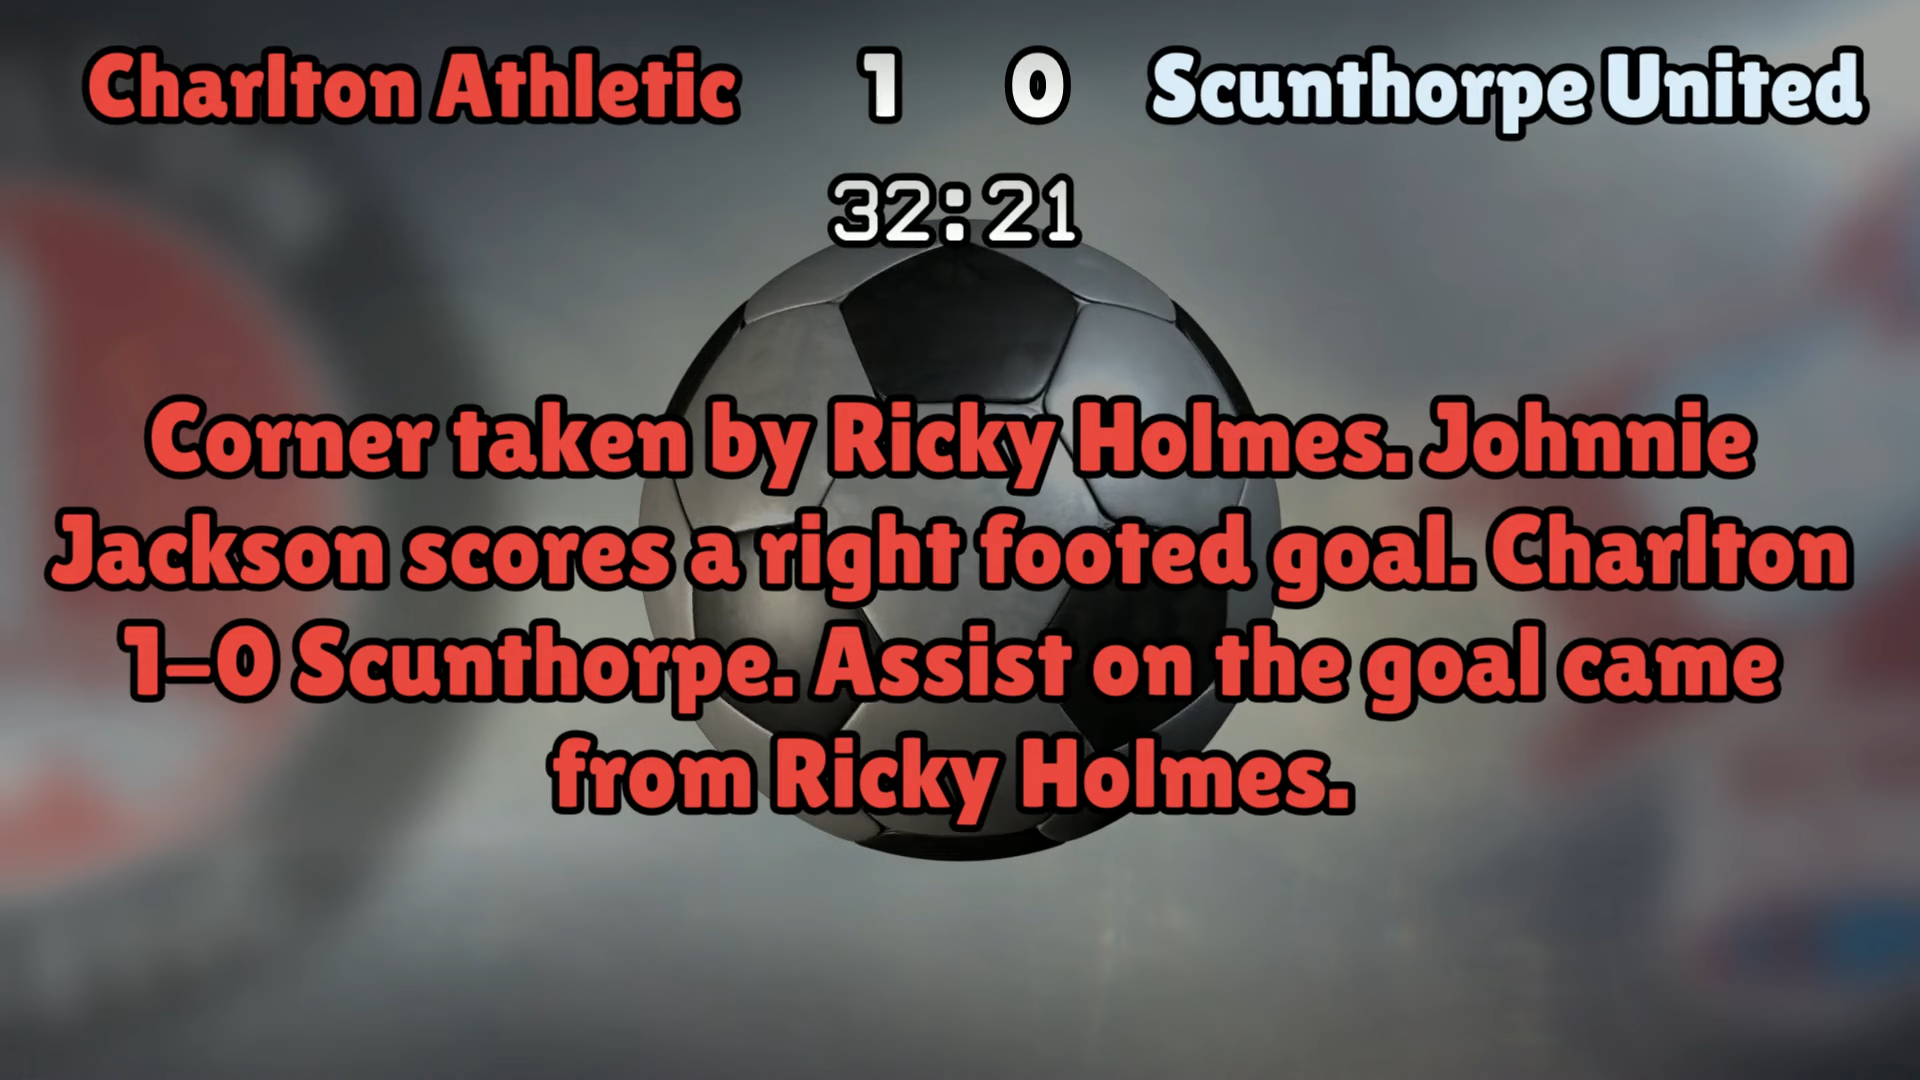 Charlton Athletic 1 0 Scunthorpe United
32:21
Corner taken by Ricky Holmes. Johnnie
Jackson scores a right footed goal. Charlton
1–0 Scunthorpe. Assist on the goal came
from Ricky Holmes.